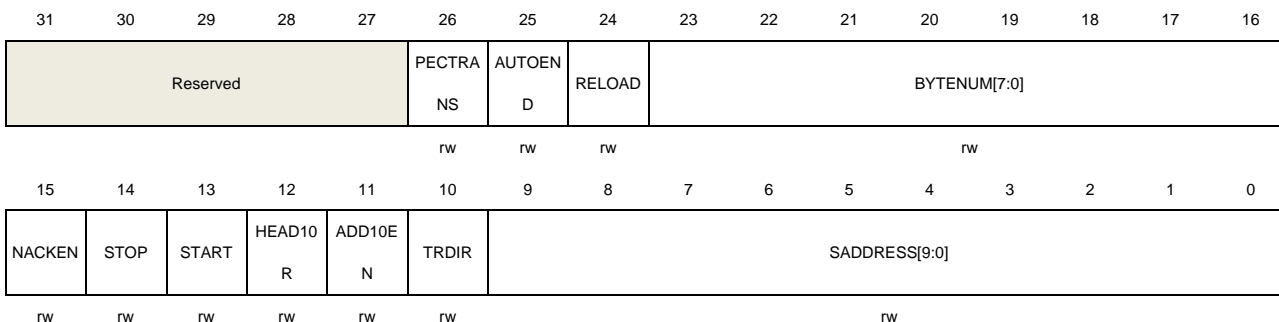 31 30 29 28 27 26 25 24 23 22 21 20 19 18 17 16
Reserved PECTRA AUTOEN RELOAD BYTENUM[7:0]
NS D
rw rw rw rw
15 14 13 12 11 10 9 8 7 6 5 4 3 2 1 0
NACKEN STOP START HEAD10 ADD10E TRDIR SADDRESS[9:0]
R N
rw rw rw rw rw rw rw